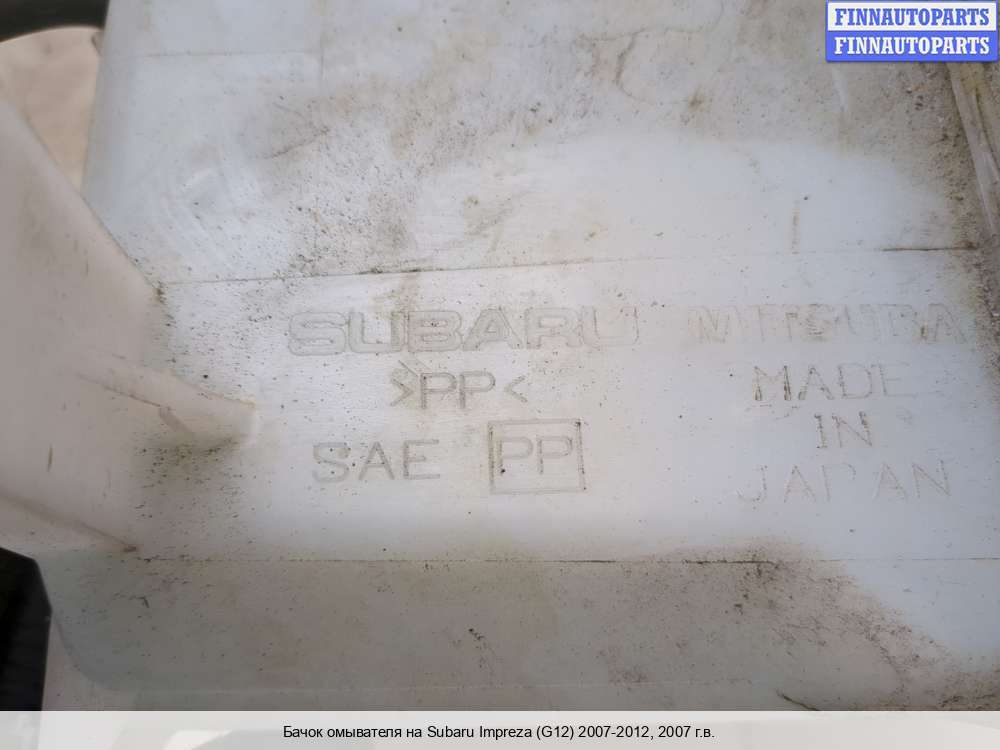 FINNAUTOPARTS
FINNAUTOPARTS
SUBARU MITSUBA
>PP< MADE
IN
SAE PP JAPAN
Бачок омывателя на Subaru Impreza (G12) 2007-2012, 2007 г.в.